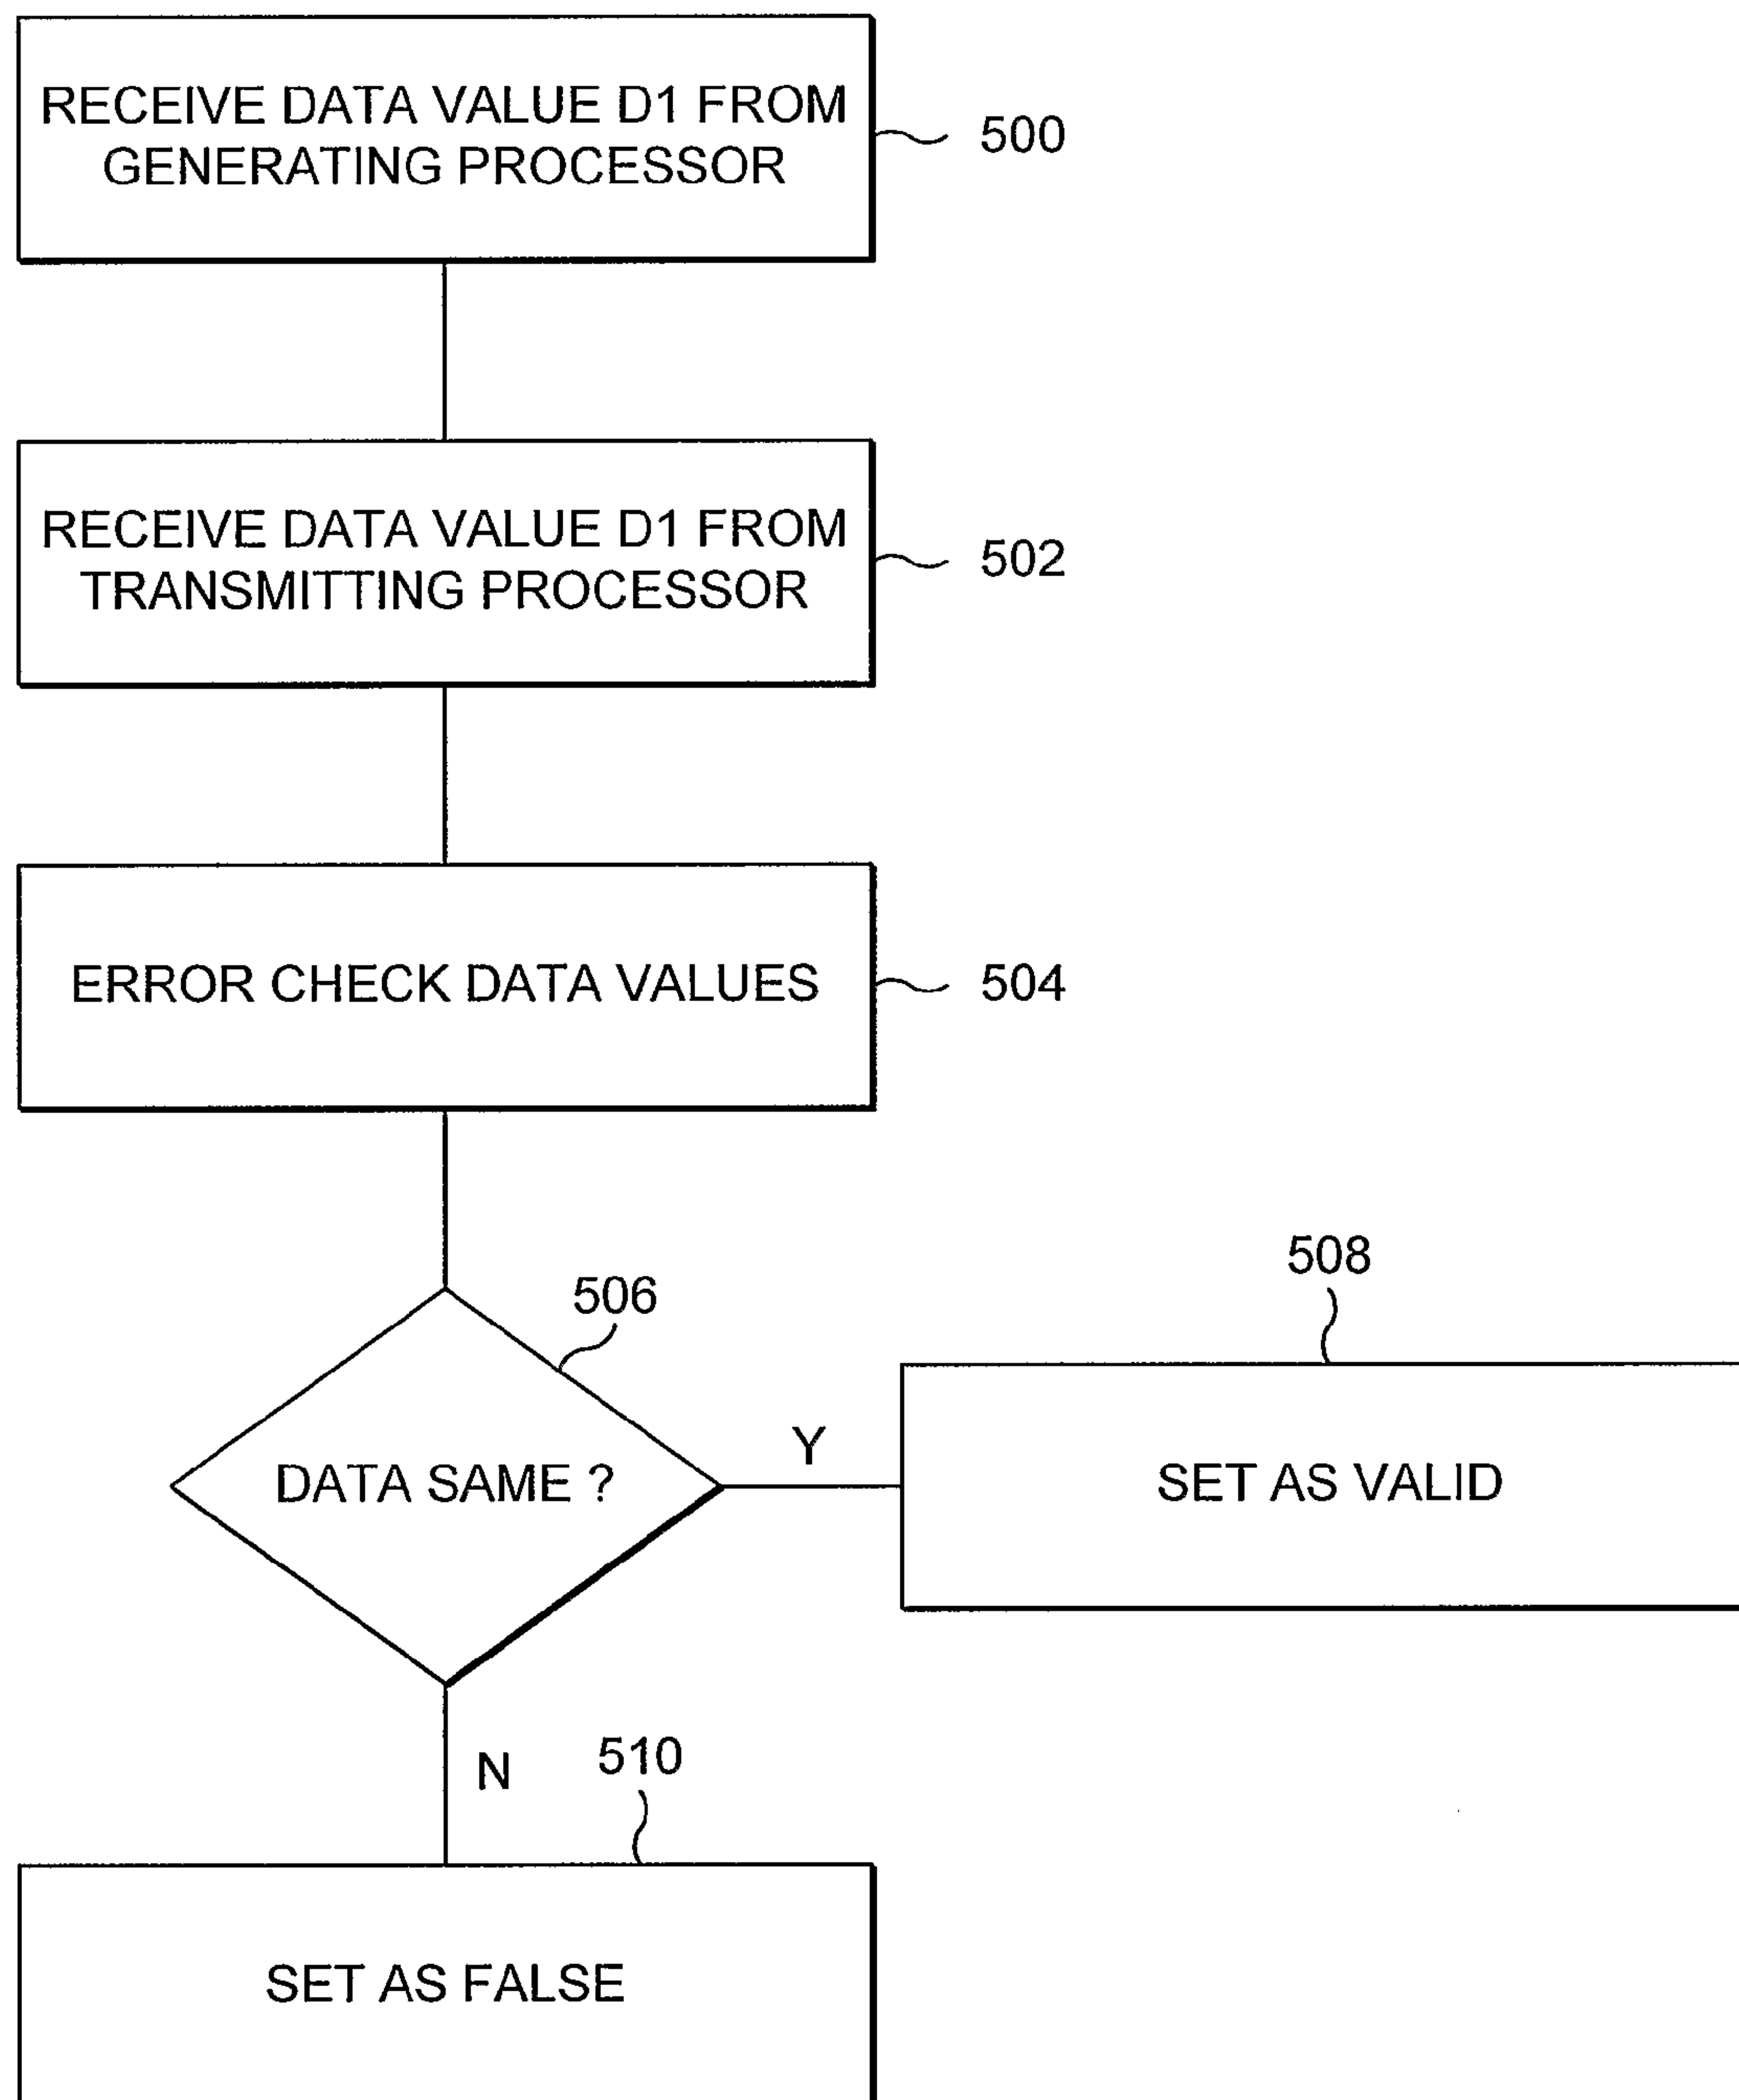 RECEIVE DATA VALUE D1 FROM
GENERATING PROCESSOR
500
RECEIVE DATA VALUE D1 FROM
TRANSMITTING PROCESSOR
502
ERROR CHECK DATA VALUES
504
506
508
DATA SAME ?
Y
SET AS VALID
N
510
SET AS FALSE